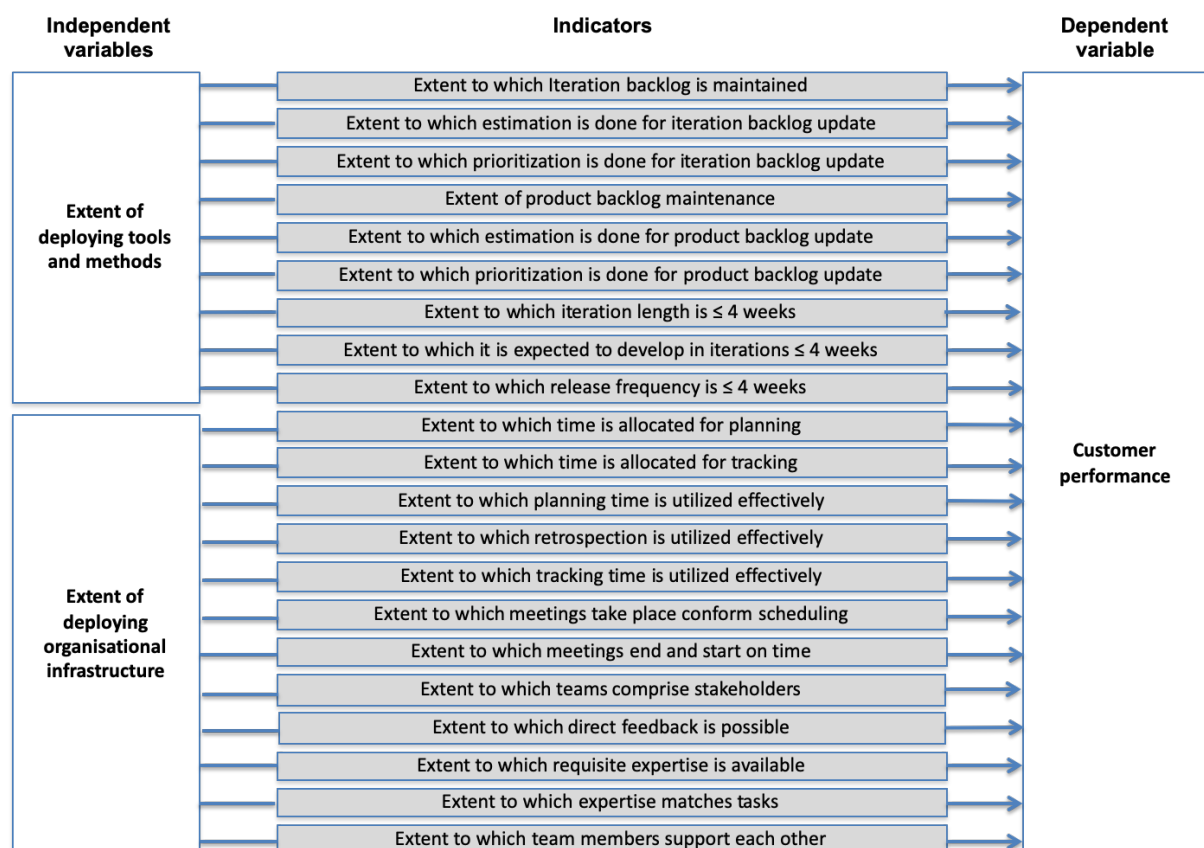 Independent
variables
Indicators
Dependent
variable
Extent of
deploying tools
and methods
Extent to which Iteration backlog is maintained
Extent to which estimation is done for iteration backlog update
Extent to which prioritization is done for iteration backlog update
Extent of product backlog maintenance
Extent to which estimation is done for product backlog update
Extent to which prioritization is done for product backlog update
Extent to which iteration length is ≤ 4 weeks
Extent to which it is expected to develop in iterations ≤ 4 weeks
Extent to which release frequency is ≤ 4 weeks
Extent of
deploying
organisational
infrastructure
Extent to which time is allocated for planning
Extent to which time is allocated for tracking
Extent to which planning time is utilized effectively
Extent to which retrospection is utilized effectively
Extent to which tracking time is utilized effectively
Extent to which meetings take place conform scheduling
Extent to which meetings end and start on time
Extent to which teams comprise stakeholders
Extent to which direct feedback is possible
Extent to which requisite expertise is available
Extent to which expertise matches tasks
Extent to which team members support each other
Customer
performance